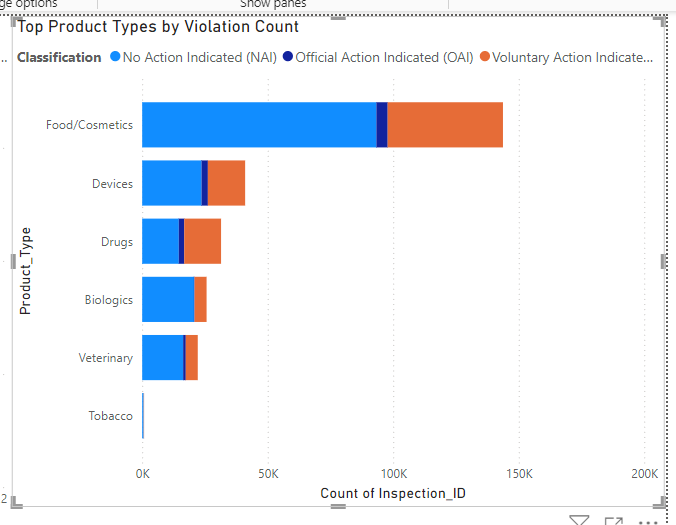 ge options
Show panes
Top Product Types by Violation Count
Classification No Action Indicated (NAI) Official Action Indicated (OAI) Voluntary Action Indicate...
Product_Type
Food/Cosmetics
Devices
Drugs
Biologics
Veterinary
Tobacco
0K 50K 100K 150K 200K
Count of Inspection_ID
2